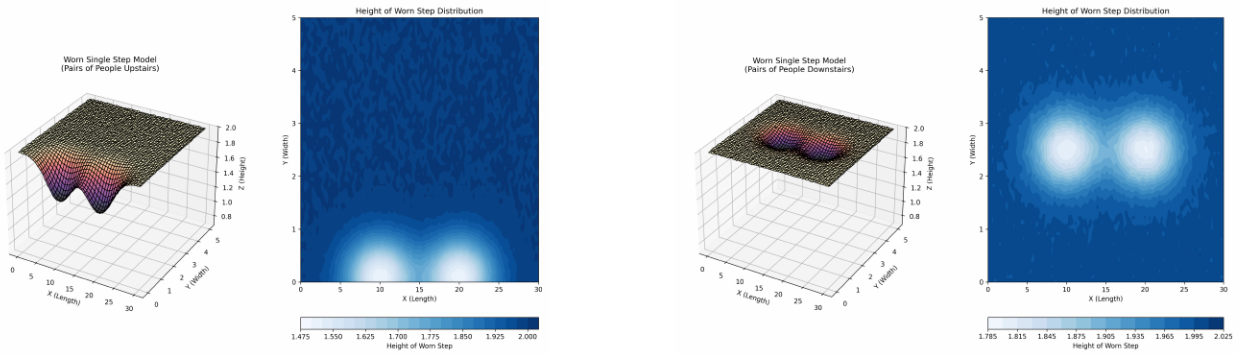 Worn Single Step Model
(Pairs of People Upstairs)
2.0
1.8
1.6
1.4
1.2
1.0
0.8
Z (Height)
0
5
10
15
20
25
30
X (Length)
0
1
2
3
4
5
Y (Width)
Height of Worn Step Distribution
5
4
3
2
1
0
Y (Width)
0 5 10 15 20 25 30
X (Length)
1.475 1.550 1.625 1.700 1.775 1.850 1.925 2.000
Height of Worn Step
Worn Single Step Model
(Pairs of People Downstairs)
2.0
1.8
1.6
1.4
1.2
1.0
0.8
Z (Height)
0
5
10
15
20
25
30
X (Length)
0
1
2
3
4
5
Y (Width)
Height of Worn Step Distribution
5
4
3
2
1
0
Y (Width)
0 5 10 15 20 25 30
X (Length)
1.785 1.815 1.845 1.875 1.905 1.935 1.965 1.995 2.025
Height of Worn Step